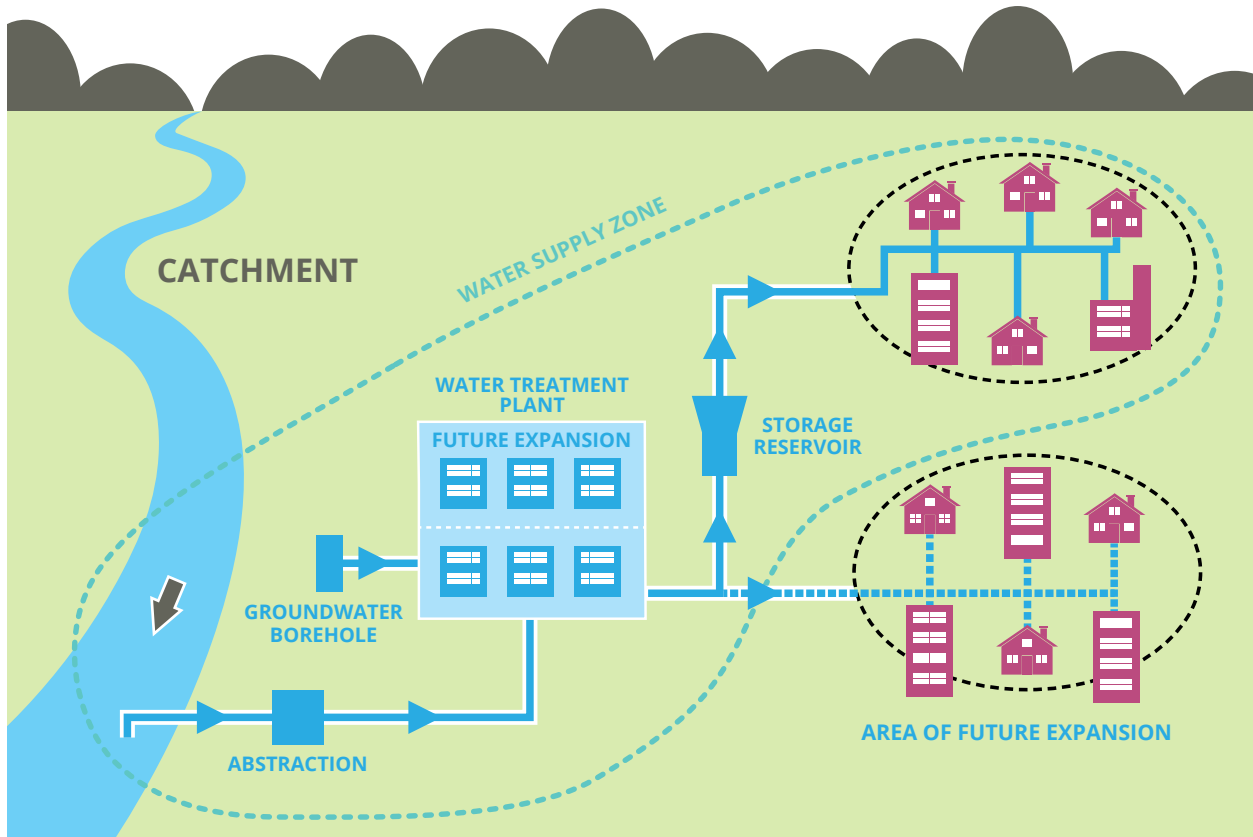 CATCHMENT
WATER SUPPLY ZONE
WATER TREATMENT
PLANT
FUTURE EXPANSION
STORAGE
RESERVOIR
GROUNDWATER
BOREHOLE
ABSTRACTION
AREA OF FUTURE EXPANSION